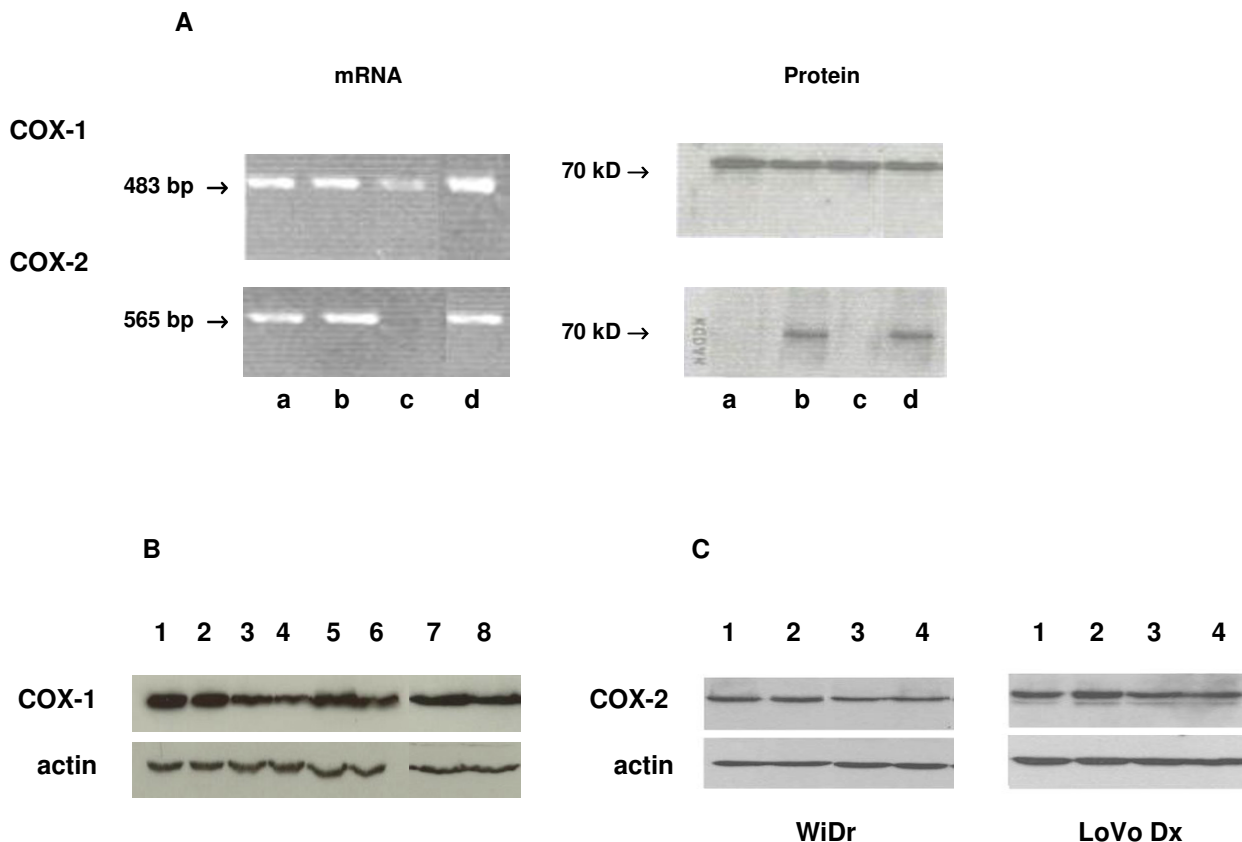 A
mRNA
Protein
COX-1
483 bp →
70 kD →
COX-2
565 bp →
70 kD →
KODAK
a b c d
a b c d
B
C
1 2 3 4 5 6 7 8
1 2 3 4
1 2 3 4
COX-1
COX-2
actin
actin
WiDr
LoVo Dx